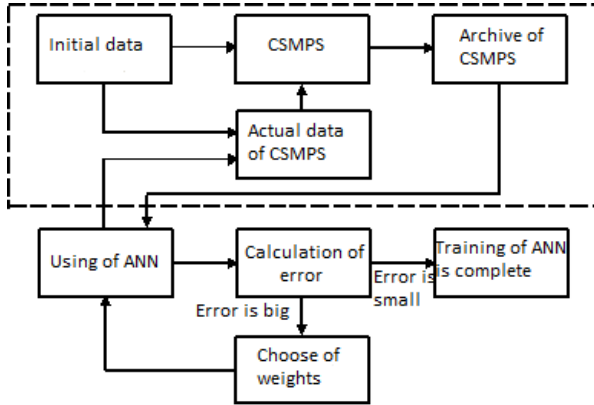 Initial data
CSMPS
Archive of
CSMPS
Actual data
of CSMPS
Using of ANN
Calculation of
error
Training of ANN
is complete
Error is
small
Error is big
Choose of
weights